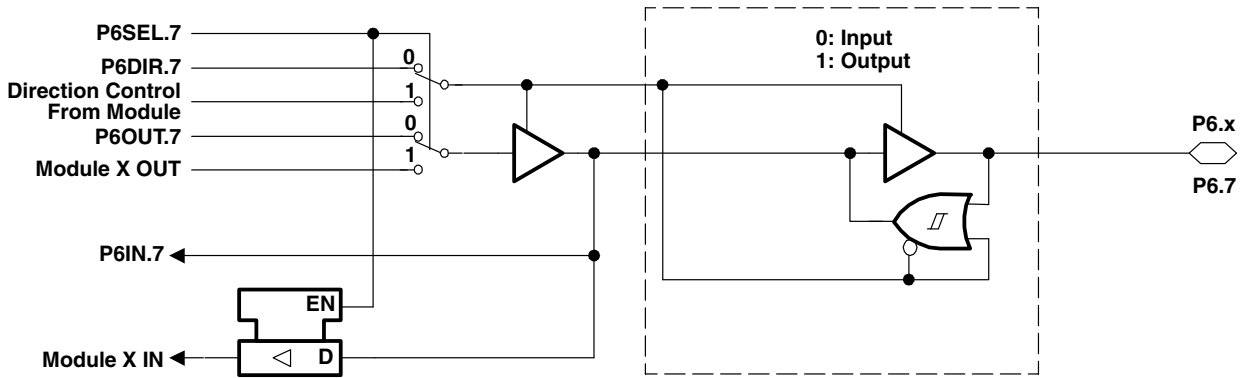 P6SEL.7
P6DIR.7
0
Direction Control
From Module
1
P6OUT.7
0
Module X OUT
1
0: Input
1: Output
P6.x
P6.7
P6IN.7
EN
Module X IN
D